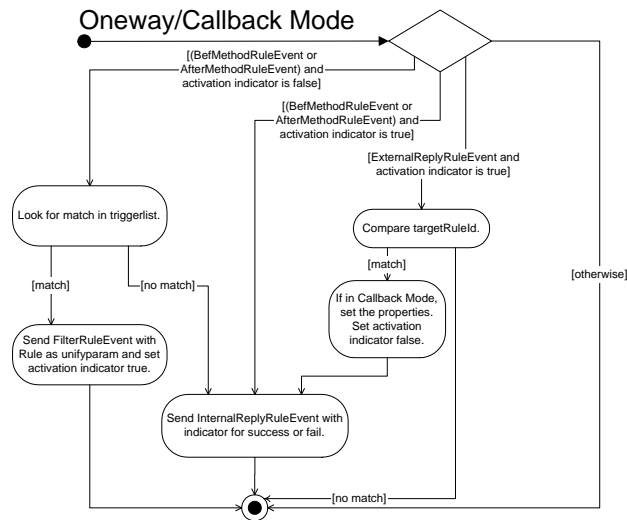 Oneway/Callback Mode
[(BefMethodRuleEvent or
AfterMethodRuleEvent) and
activation indicator is false]
[(BefMethodRuleEvent or
AfterMethodRuleEvent) and
activation indicator is true]
[ExternalReplyRuleEvent and
activation indicator is true]
Look for match in triggerlist.
Compare targetRuleId.
[match]
[no match]
[match]
[otherwise]
If in Callback Mode,
set the properties.
Set activation
indicator false.
Send FilterRuleEvent with
Rule as unifyparam and set
activation indicator true.
Send InternalReplyRuleEvent with
indicator for success or fail.
[no match]